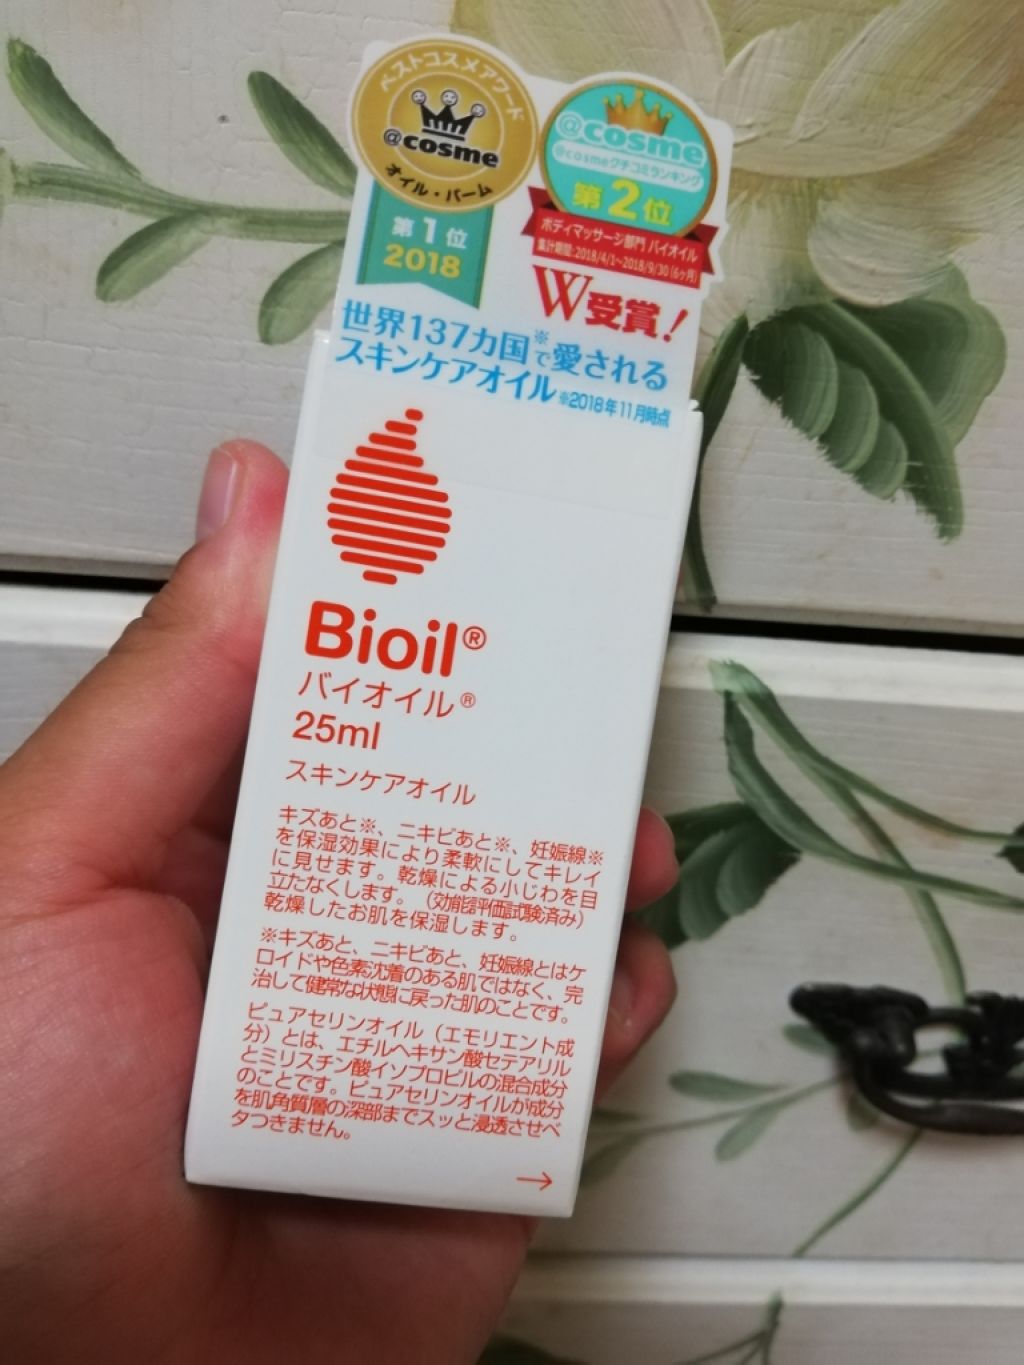 ベストコスメアワード
@cosme
オイル・バーム
第1位
2018
@cosme
@cosmeクチコミランキング
第2位
ボディマッサージ部門 バイオイル
集計期間:2018/4/1~2018/9/30(6ヶ月)
W受賞!
世界137カ国※で愛される
スキンケアオイル ※2018年11月時点
Bioil®
バイオイル®
25ml
スキンケアオイル
キズあと※、ニキビあと※、妊娠線※
を保湿効果により柔軟にしてキレイ
に見せます。乾燥による小じわを目
立たなくします。(効能評価試験済み)
乾燥したお肌を保湿します。
※キズあと、ニキビあと、妊娠線とはケ
ロイドや色素沈着のある肌ではなく、完
治して健常な状態に戻った肌のことです。
ピュアセリンオイル(エモリエント成
分)とは、エチルヘキサン酸セテアリル
とミリスチン酸イソプロピルの混合成分
のことです。ピュアセリンオイルが成分
を肌角質層の深部までスッと浸透させベ
タつきません。
→